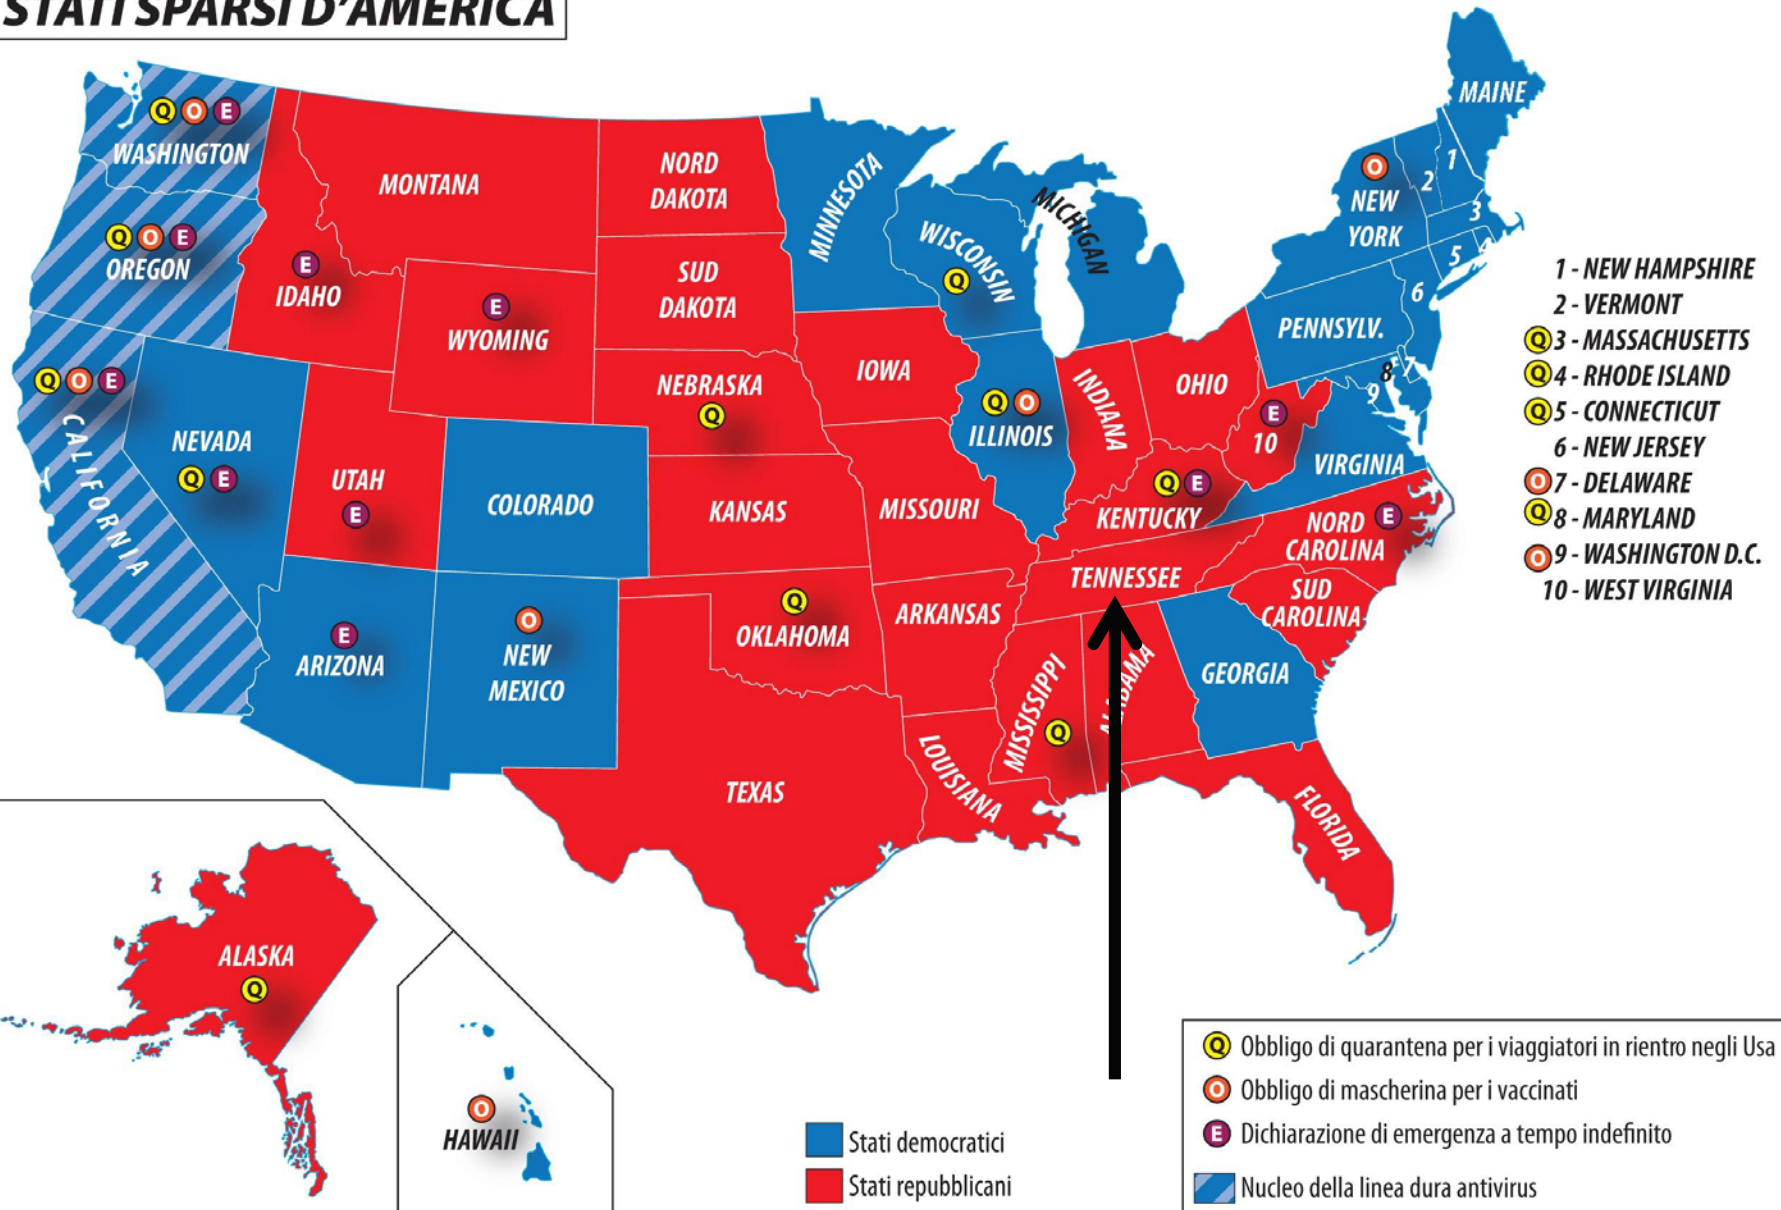 STATI SPARSI D'AMERICA
MAINE
Q O E
WASHINGTON
MONTANA
NORD
DAKOTA
MINNESOTA
MICHIGAN
WISCONSIN
Q
O
NEW
YORK
1
2
3
4
5
6
Q O E
OREGON
E
IDAHO
E
WYOMING
SUD
DAKOTA
PENNSYLV.
7
8
9
Q O E
CALIFORNIA
NEVADA
Q E
UTAH
E
COLORADO
NEBRASKA
Q
IOWA
Q O
ILLINOIS
INDIANA
OHIO
E
10
VIRGINIA
KANSAS
MISSOURI
Q E
KENTUCKY
NORD
CAROLINA
E
TENNESSEE
SUD
CAROLINA
E
ARIZONA
O
NEW
MEXICO
Q
OKLAHOMA
ARKANSAS
MISSISSIPPI
Q
ALABAMA
GEORGIA
TEXAS
LOUISIANA
FLORIDA
ALASKA
Q
O
HAWAII
1 - NEW HAMPSHIRE
2 - VERMONT
Q 3 - MASSACHUSETTS
Q 4 - RHODE ISLAND
Q 5 - CONNECTICUT
6 - NEW JERSEY
O 7 - DELAWARE
Q 8 - MARYLAND
O 9 - WASHINGTON D.C.
10 - WEST VIRGINIA
Stati democratici
Stati repubblicani
Q Obbligo di quarantena per i viaggiatori in rientro negli Usa
O Obbligo di mascherina per i vaccinati
E Dichiarazione di emergenza a tempo indefinito
Nucleo della linea dura antivirus